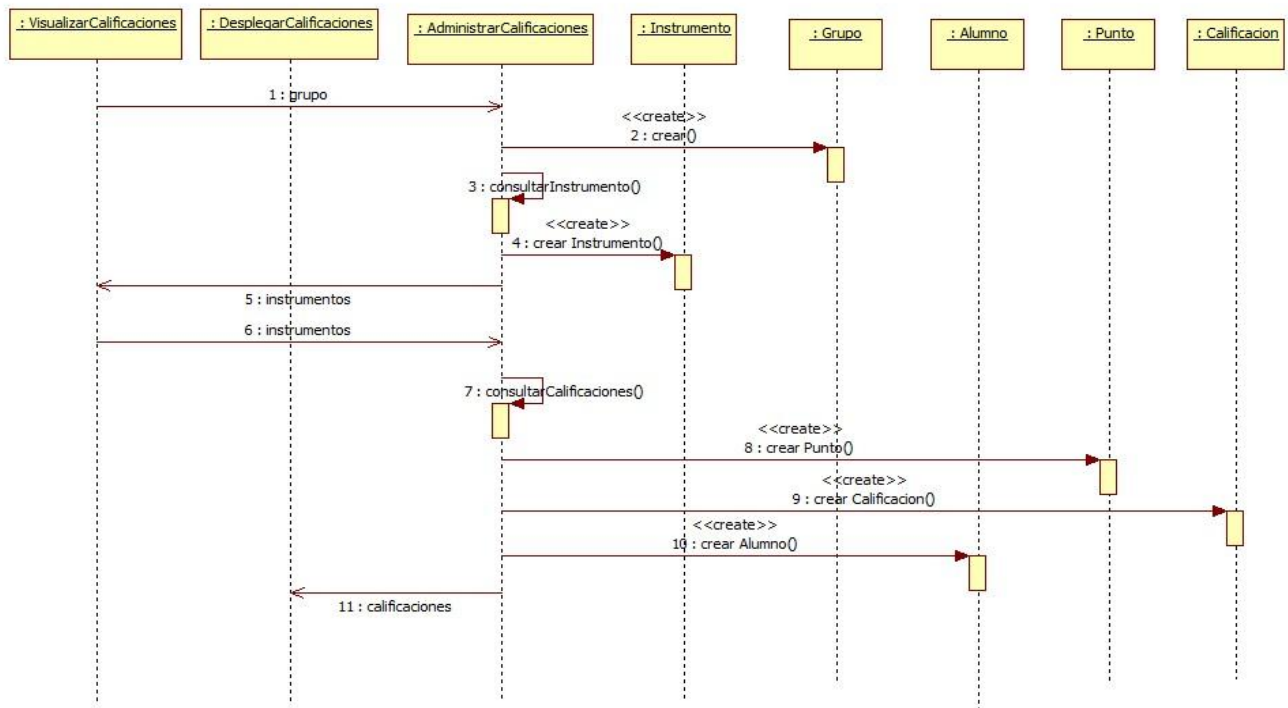 : VisualizarCalificaciones
: DesplegarCalificaciones
: AdministrarCalificaciones
: Instrumento
: Grupo
: Alumno
: Punto
: Calificacion
1 : grupo
<<create>>
2 : crear()
3 : consultarInstrumento()
<<create>>
4 : crear Instrumento()
5 : instrumentos
6 : instrumentos
7 : consultarCalificaciones()
<<create>>
8 : crear Punto()
<<create>>
9 : crear Calificacion()
<<create>>
10 : crear Alumno()
11 : calificaciones